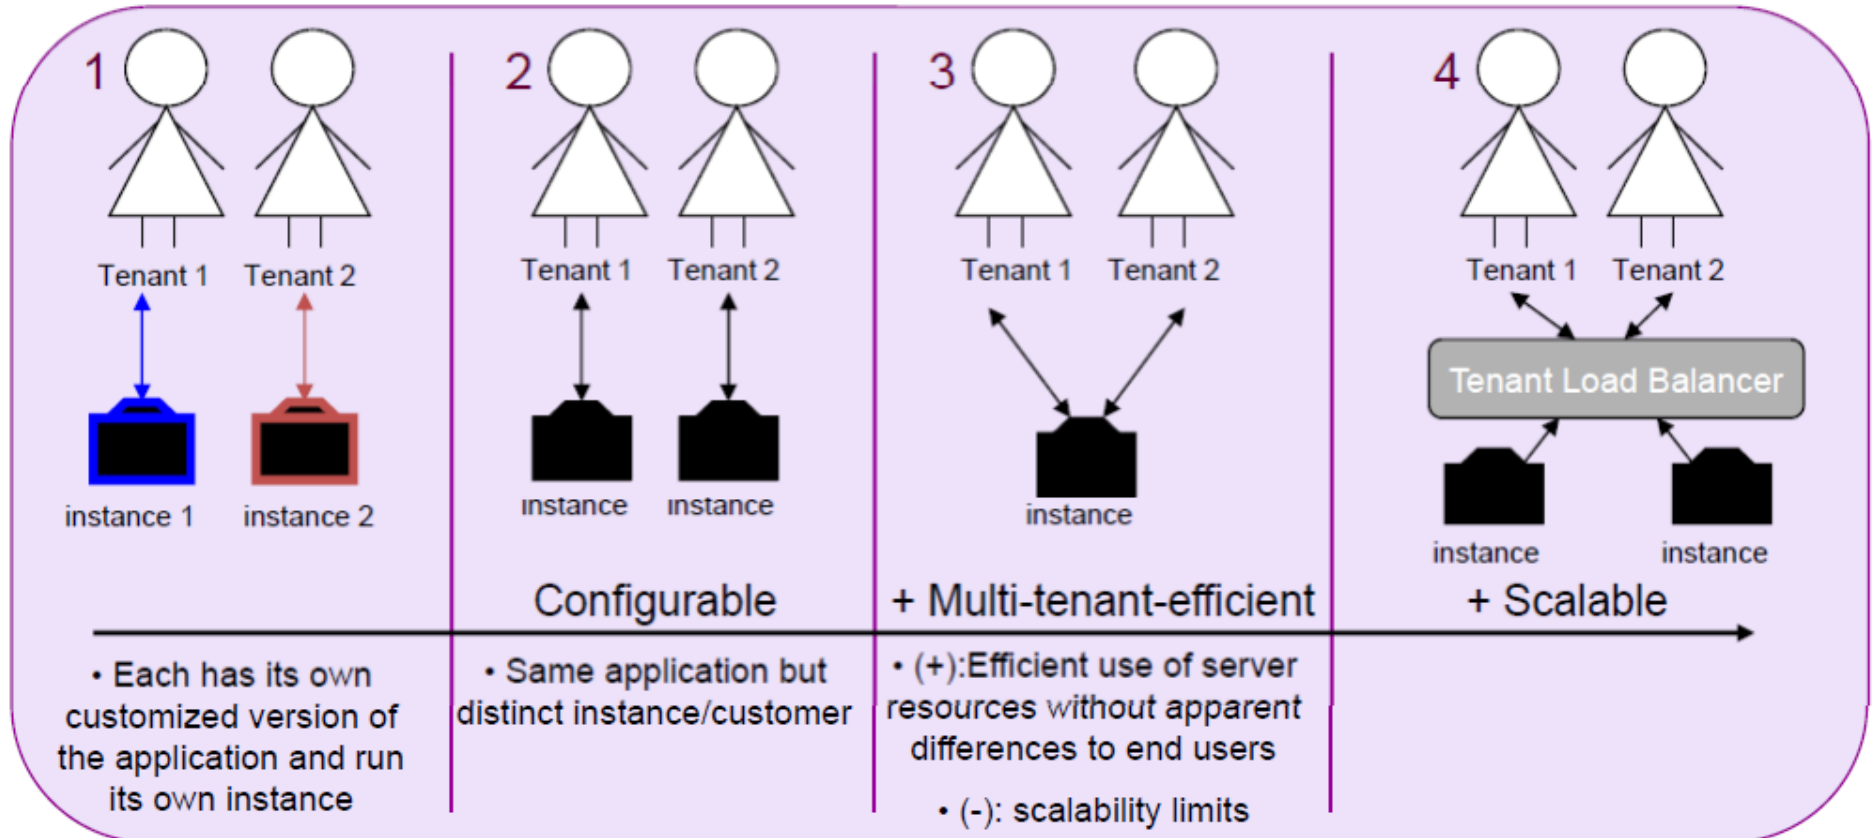 1
Tenant 1
Tenant 2
instance 1
instance 2
• Each has its own
customized version of
the application and run
its own instance
2
Tenant 1
Tenant 2
instance
instance
Configurable
• Same application but
distinct instance/customer
3
Tenant 1
Tenant 2
instance
+ Multi-tenant-efficient
• (+):Efficient use of server
resources without apparent
differences to end users
• (-): scalability limits
4
Tenant 1
Tenant 2
Tenant Load Balancer
instance
instance
+ Scalable